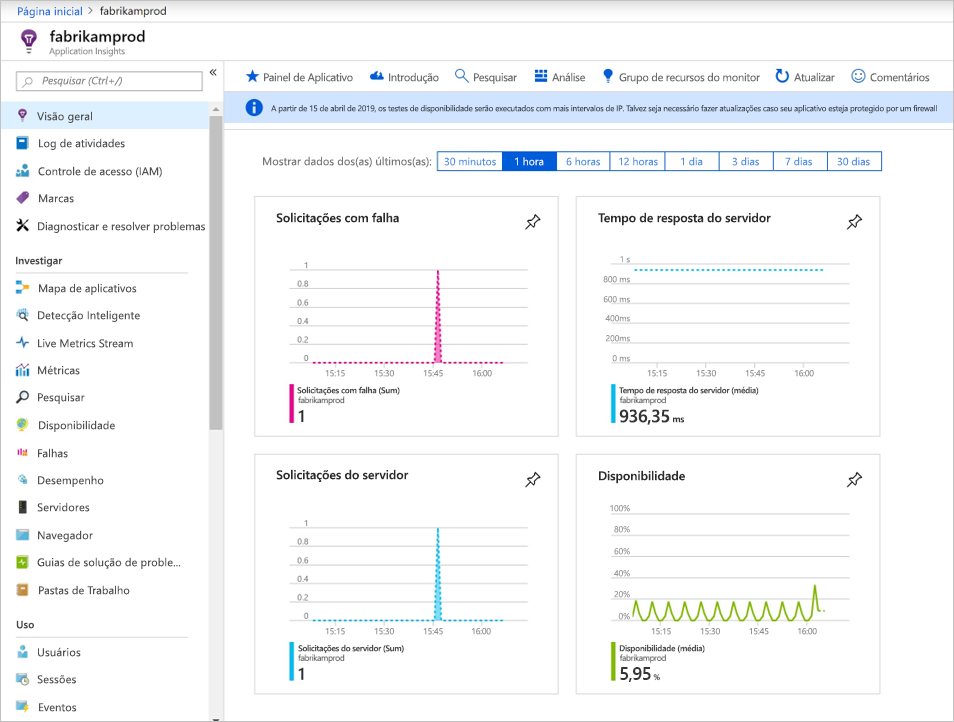 Página inicial > fabrikamprod
fabrikamprod
Application Insights
Pesquisar (Ctrl+/)
«
Visão geral
Log de atividades
Controle de acesso (IAM)
Marcas
Diagnosticar e resolver problemas
Investigar
Mapa de aplicativos
Detecção Inteligente
Live Metrics Stream
Métricas
Pesquisar
Disponibilidade
Falhas
Desempenho
Servidores
Navegador
Guias de solução de proble...
Pastas de Trabalho
Uso
Usuários
Sessões
Eventos
Painel de Aplicativo Introdução Pesquisar Análise Grupo de recursos do monitor Atualizar Comentários
A partir de 15 de abril de 2019, os testes de disponibilidade serão executados com mais intervalos de IP. Talvez seja necessário fazer atualizações caso seu aplicativo esteja protegido por um firewall
Mostrar dados dos(as) últimos(as): 30 minutos 1 hora 6 horas 12 horas 1 dia 3 dias 7 dias 30 dias
Solicitações com falha
1
0.8
0.6
0.4
0.2
0
15:15 15:30 15:45 16:00
Solicitações com falha (Sum)
fabrikamprod
1
Tempo de resposta do servidor
1 s
800 ms
600 ms
400ms
200ms
0 ms
15:15 15:30 15:45 16:00
Tempo de resposta do servidor (média)
fabrikamprod
936,35 ms
Solicitações do servidor
1
0.8
0.6
0.4
0.2
0
15:15 15:30 15:45 16:00
Solicitações do servidor (Sum)
fabrikamprod
1
Disponibilidade
100%
80%
60%
40%
20%
0%
15:15 15:30 15:45 16:00
Disponibilidade (média)
fabrikamprod
5,95 %